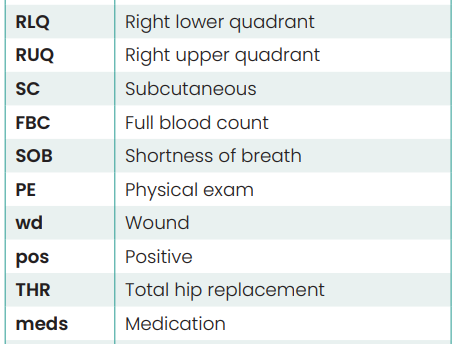 RLQ Right lower quadrant
RUQ Right upper quadrant
SC Subcutaneous
FBC Full blood count
SOB Shortness of breath
PE Physical exam
wd Wound
pos Positive
THR Total hip replacement
meds Medication